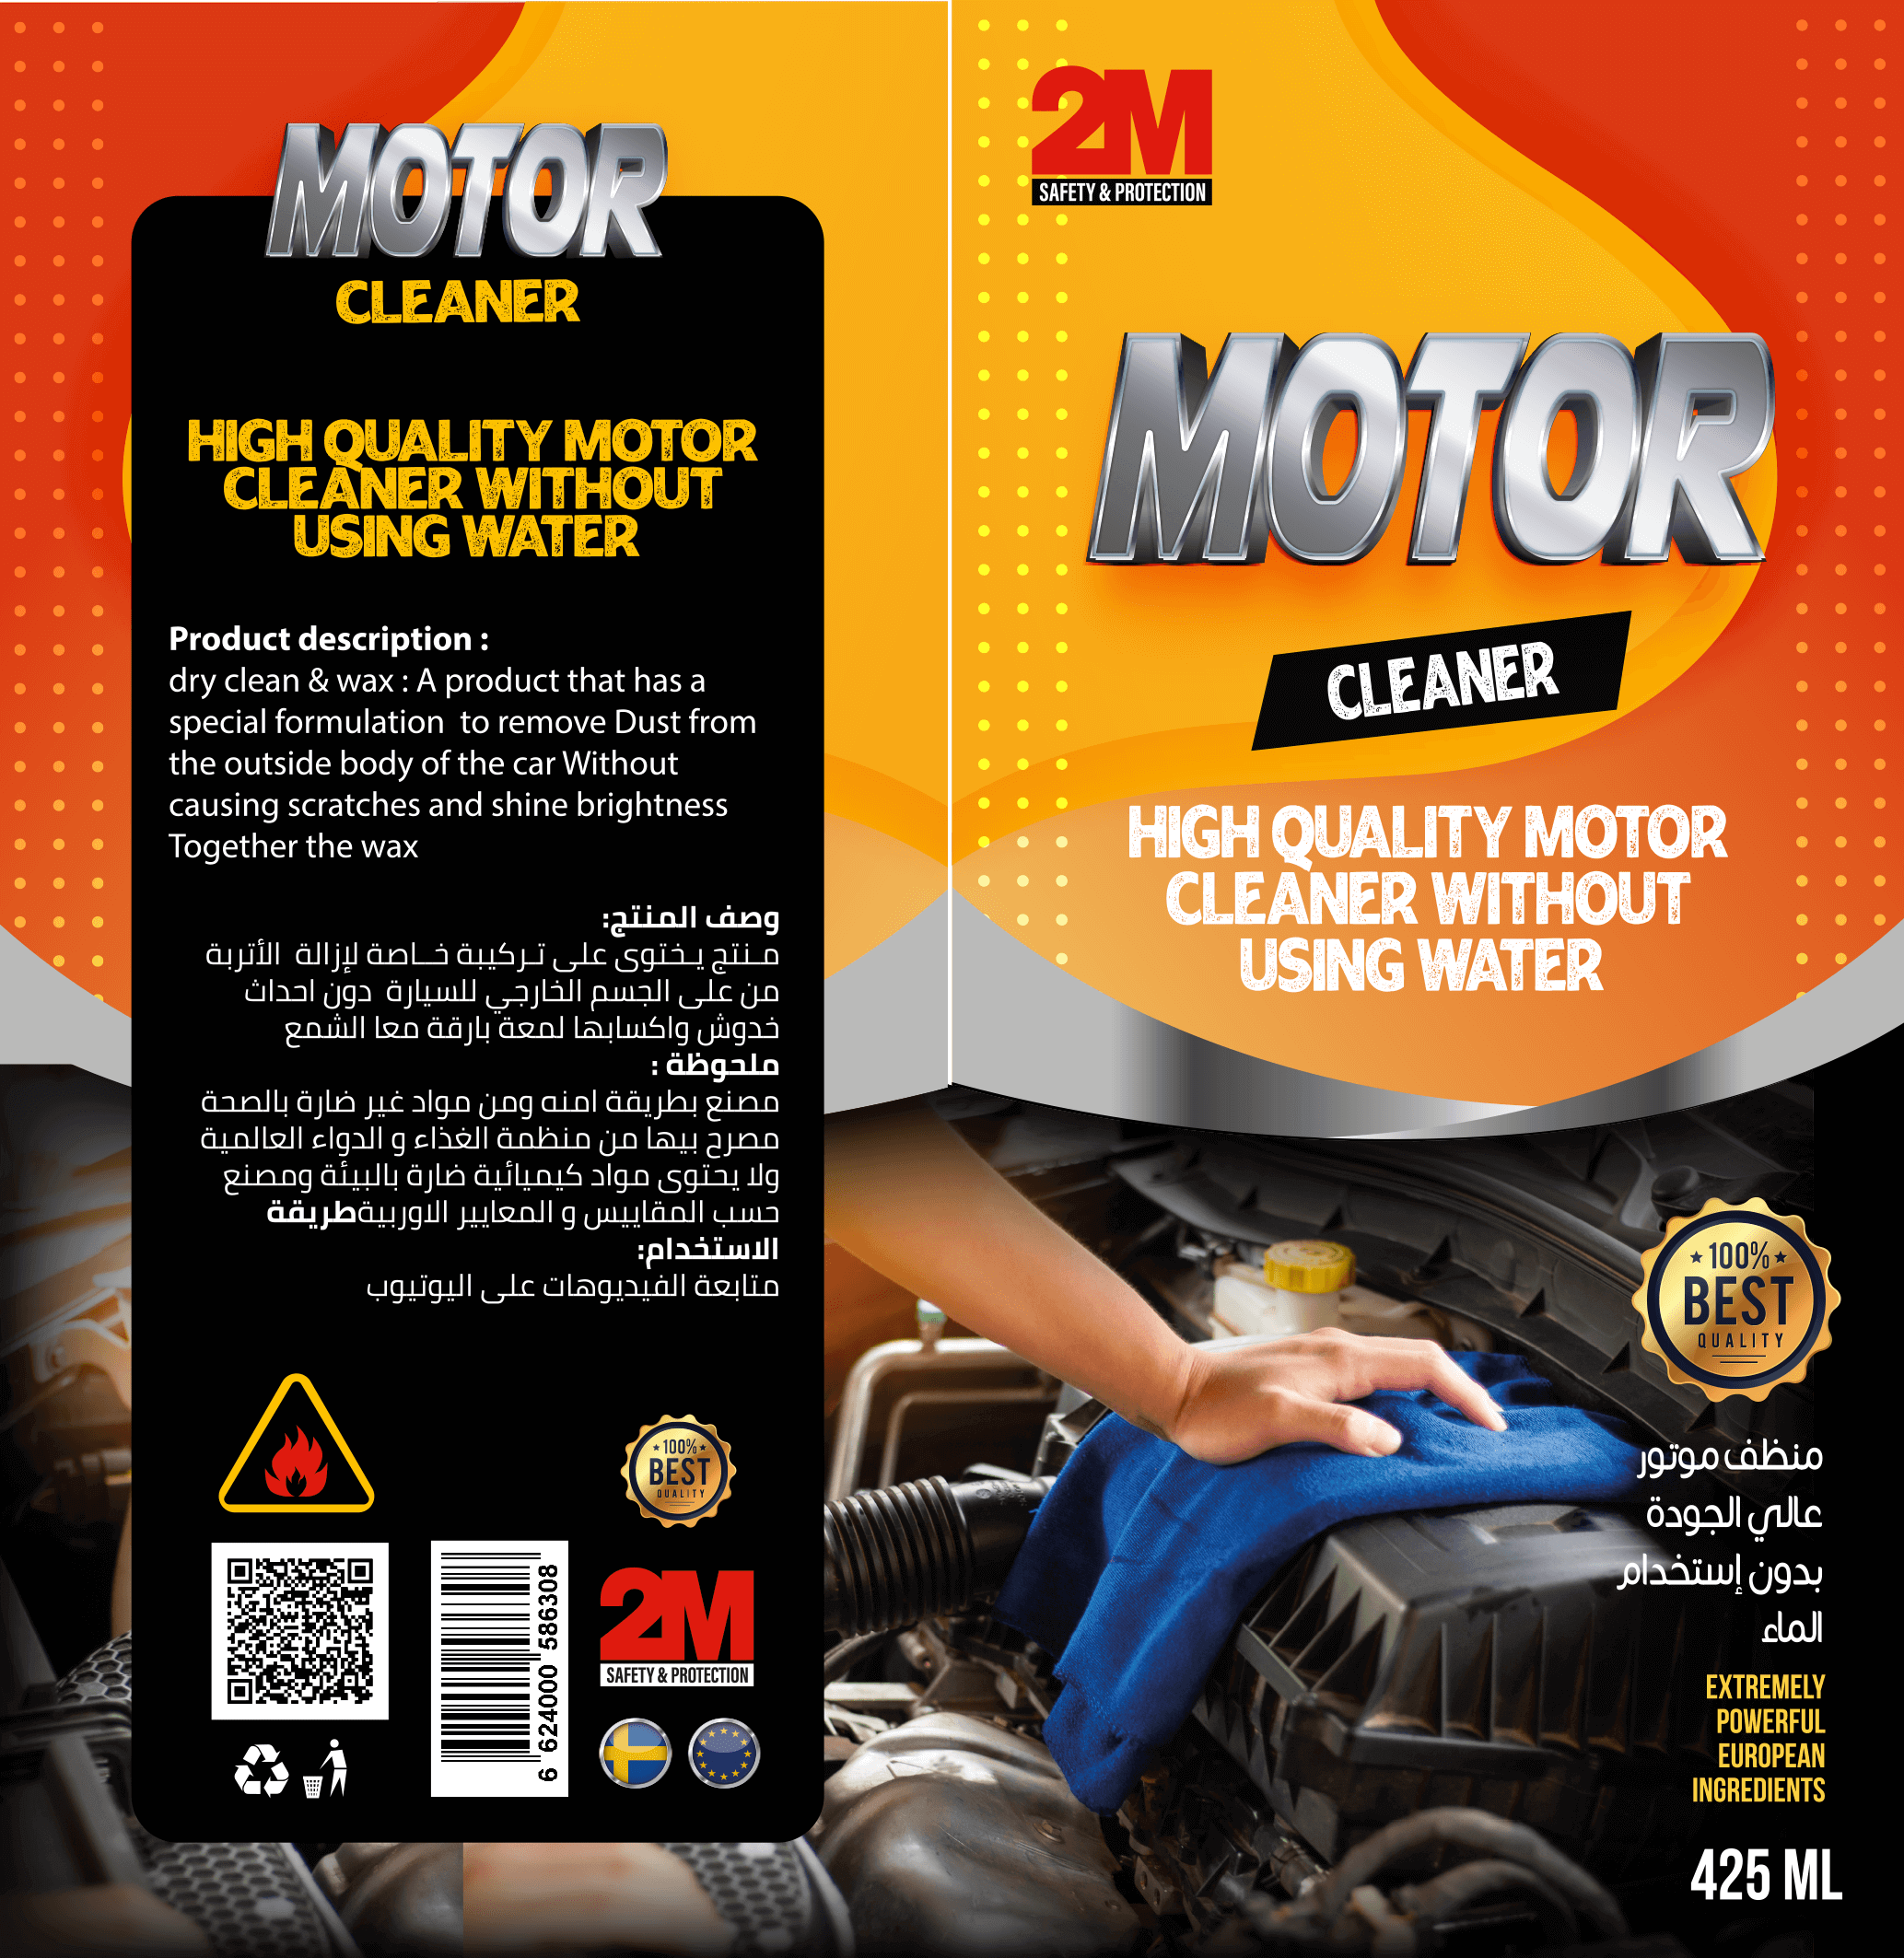 MOTOR
CLEANER
HIGH QUALITY MOTOR
CLEANER WITHOUT
USING WATER
Product description :
dry clean & wax : A product that has a
special formulation to remove Dust from
the outside body of the car Without
causing scratches and shine brightness
Together the wax
وصف المنتج:
مـنتج يـختوى على تـركيبة خــاصة لإزالة الأتربة
من على الجسم الخارجي للسيارة دون احداث
خدوش واكسابها لمعة بارقة معا الشمع
ملحوظة :
مصنع بطريقة امنه ومن مواد غير ضارة بالصحة
مصرح بيها من منظمة الغذاء و الدواء العالمية
ولا يحتوى مواد كيميائية ضارة بالبيئة ومصنع
حسب المقاييس و المعايير الاوربيةطريقة
الاستخدام:
متابعة الفيديوهات على اليوتيوب
100%
BEST
QUALITY
6 624000 586308
2M
SAFETY & PROTECTION
2M
SAFETY & PROTECTION
MOTOR
CLEANER
HIGH QUALITY MOTOR
CLEANER WITHOUT
USING WATER
100%
BEST
QUALITY
منظف موتور
عالي الجودة
بدون إستخدام
الماء
EXTREMELY
POWERFUL
EUROPEAN
INGREDIENTS
425 ML